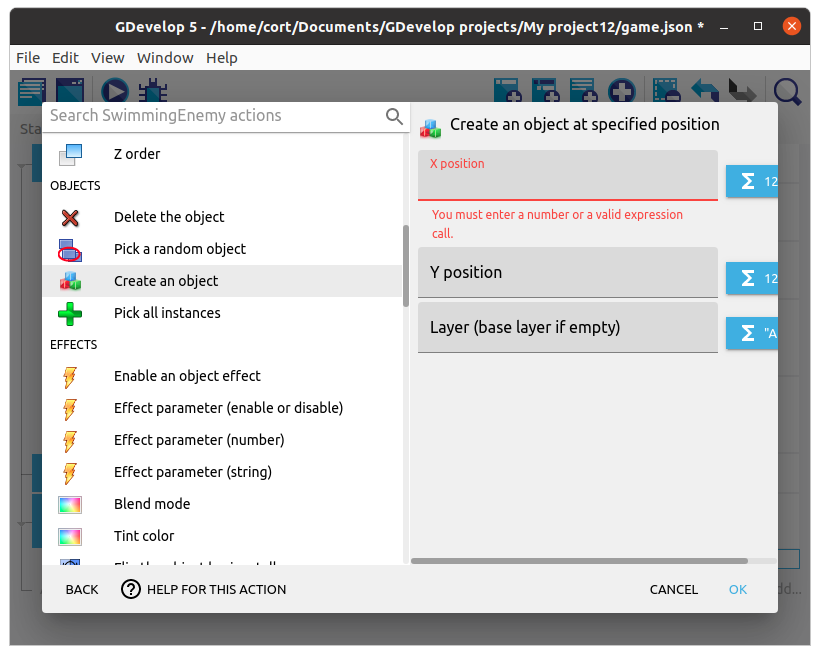 GDevelop 5 - /home/cort/Documents/GDevelop projects/My project12/game.json *
File Edit View Window Help
Sta
Search SwimmingEnemy actions
Z order
OBJECTS
Delete the object
Pick a random object
Create an object
Pick all instances
EFFECTS
Enable an object effect
Effect parameter (enable or disable)
Effect parameter (number)
Effect parameter (string)
Blend mode
Tint color
Create an object at specified position
X position
Σ 12
You must enter a number or a valid expression
call.
Y position
Σ 12
Layer (base layer if empty)
Σ "A
BACK
? HELP FOR THIS ACTION
CANCEL
OK
dd...